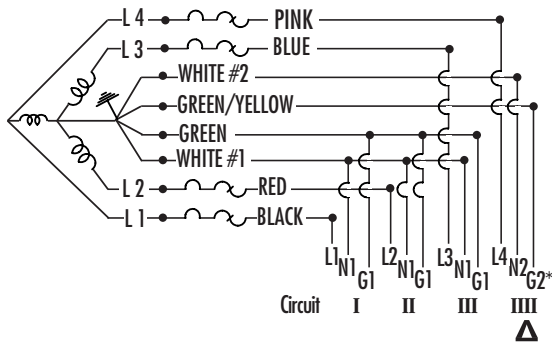 L 4 PINK
L 3 BLUE
WHITE #2
GREEN/YELLOW
GREEN
WHITE #1
L 2 RED
L 1 BLACK
L1 N1 G1 L2 N1 G1 L3 N1 G1 L4 N2 G2*
Circuit I II III IIII
Δ